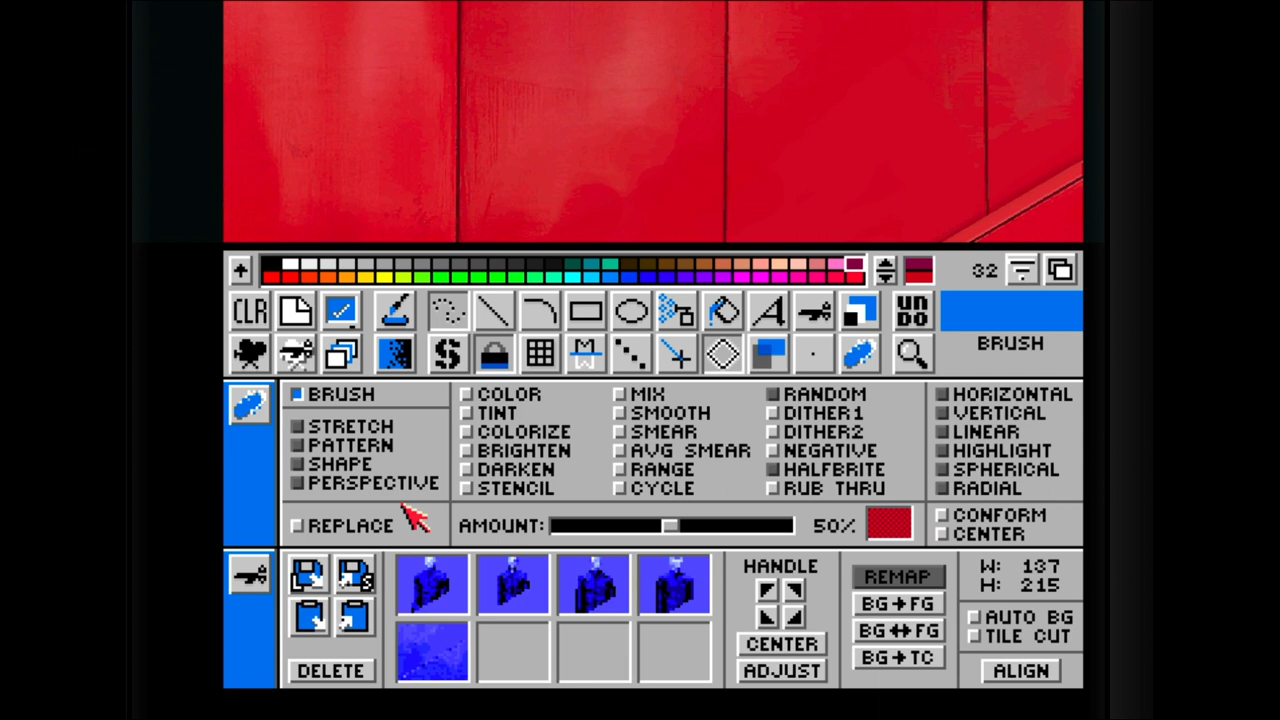 32
CLR
UN
DO
BRUSH
BRUSH
STRETCH
PATTERN
SHAPE
PERSPECTIVE
REPLACE
COLOR
TINT
COLORIZE
BRIGHTEN
DARKEN
STENCIL
MIX
SMOOTH
SMEAR
AVG SMEAR
RANGE
CYCLE
RANDOM
DITHER1
DITHER2
NEGATIVE
HALFBRITE
RUB THRU
AMOUNT: 50%
HORIZONTAL
VERTICAL
LINEAR
HIGHLIGHT
SPHERICAL
RADIAL
CONFORM
CENTER
DELETE
HANDLE
CENTER
ADJUST
REMAP
BG→FG
BG↔FG
BG→TC
W: 137
H: 215
AUTO BG
TILE CUT
ALIGN